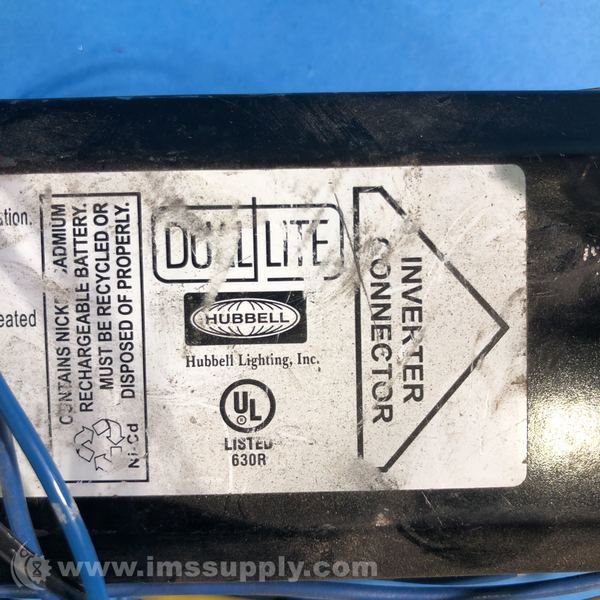 ation.
eated
CONTAINS NICKEL-CADMIUM
RECHARGEABLE BATTERY.
MUST BE RECYCLED OR
DISPOSED OF PROPERLY.
Ni-Cd
DUAL LITE
HUBBELL
Hubbell Lighting, Inc.
UL
LISTED
630R
INVERTER
CONNECTOR
www.imssupply.com